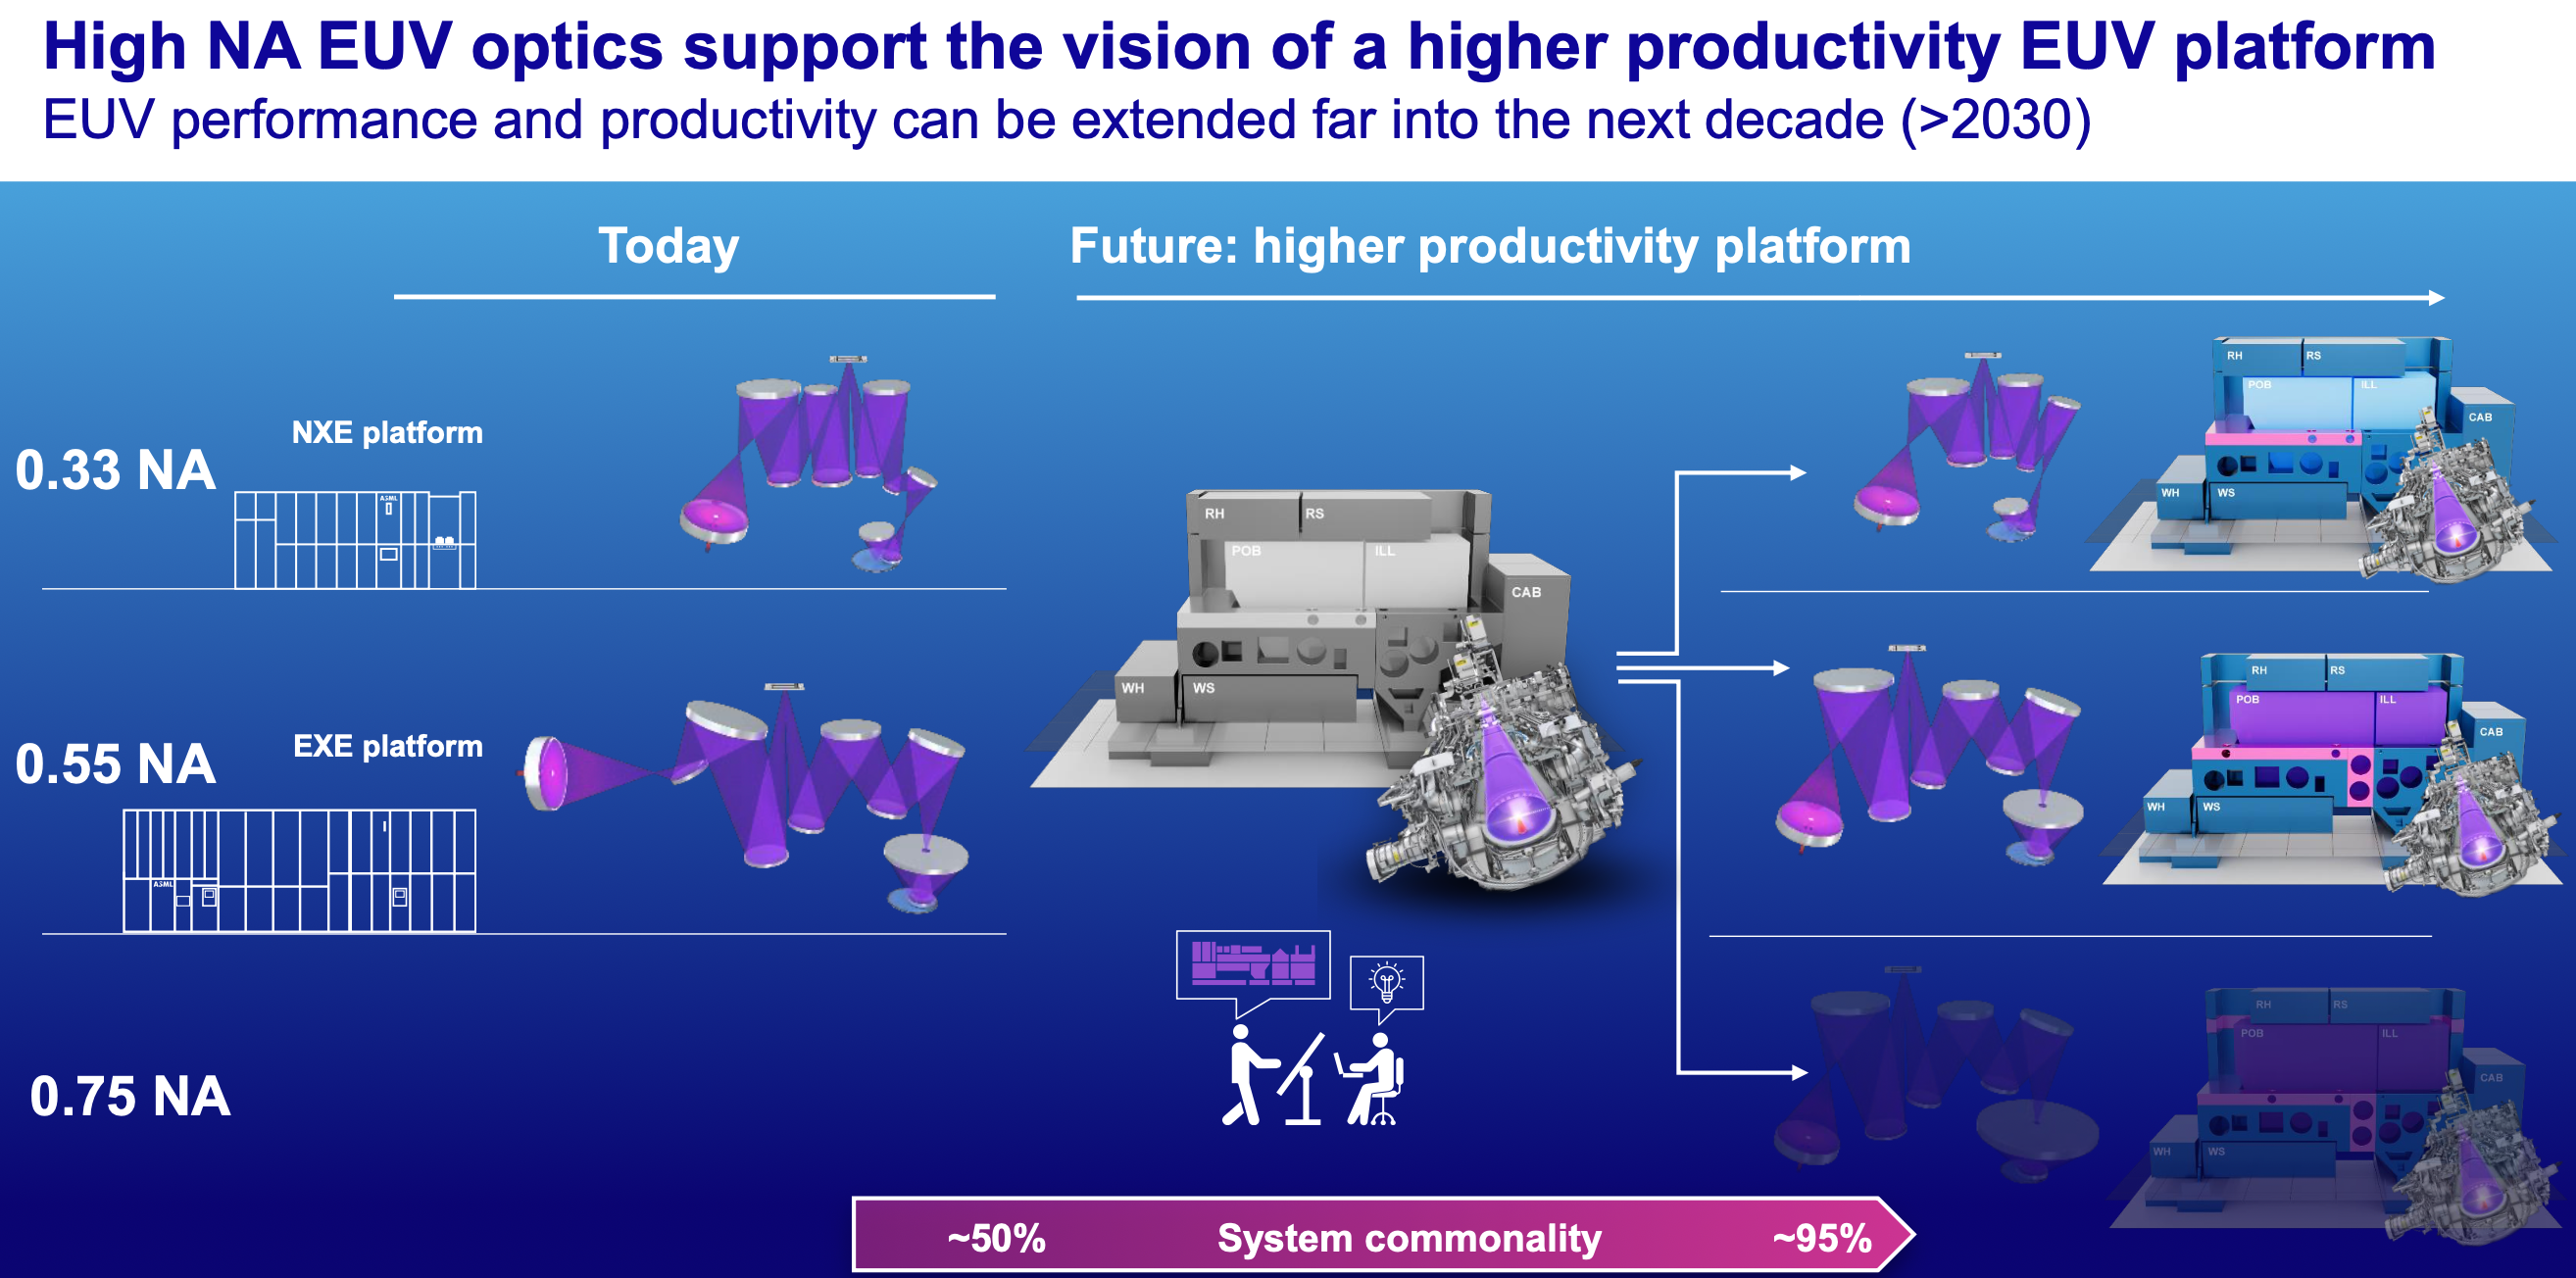 High NA EUV optics support the vision of a higher productivity EUV platform
EUV performance and productivity can be extended far into the next decade (>2030)
Today
Future: higher productivity platform
0.33 NA
NXE platform
ASML
0.55 NA
EXE platform
ASML
0.75 NA
RH
RS
POB
ILL
CAB
WH
WS
RH
RS
POB
ILL
CAB
WH
WS
RH
RS
POB
ILL
CAB
WH
WS
RH
RS
POB
ILL
CAB
WH
WS
~50%
System commonality
~95%